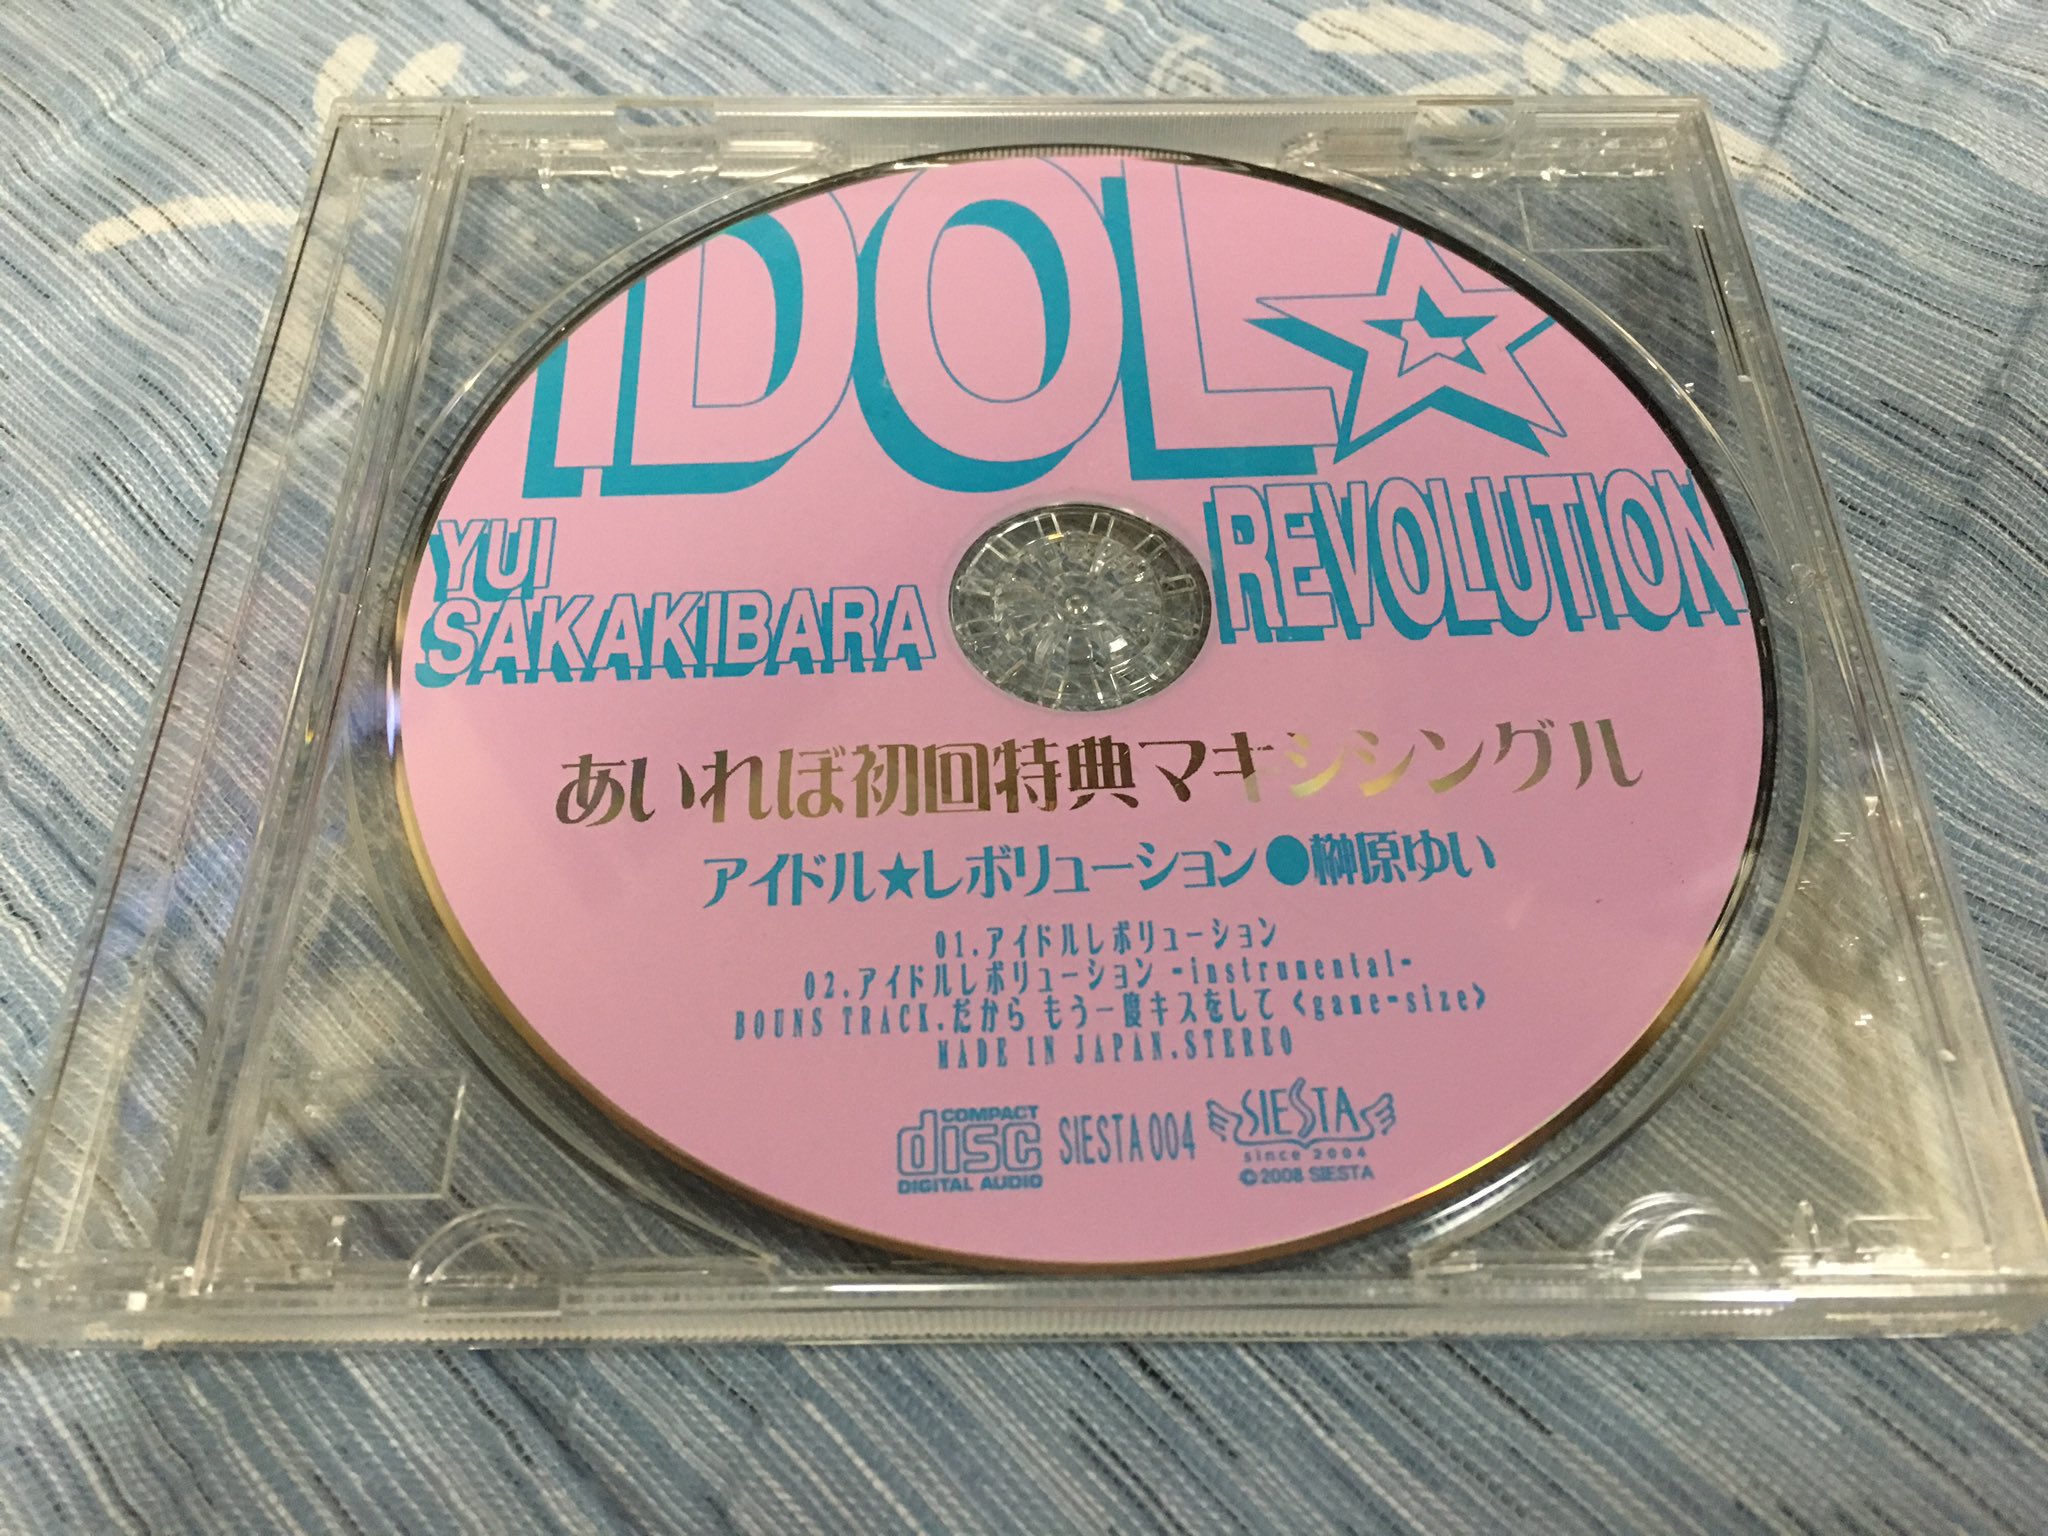 IDOL☆
REVOLUTION
YUI
SAKAKIBARA
あいれぼ初回特典マキシシングル
アイドル★レボリューション●榊原ゆい
01.アイドルレボリューション
02.アイドルレボリューション -instrumental-
BOUNS TRACK.だから もう一度キスをして <game-size>
MADE IN JAPAN.STEREO
COMPACT
disc
DIGITAL AUDIO
SIESTA 004
SIESTA
since 2004
©2008 SIESTA